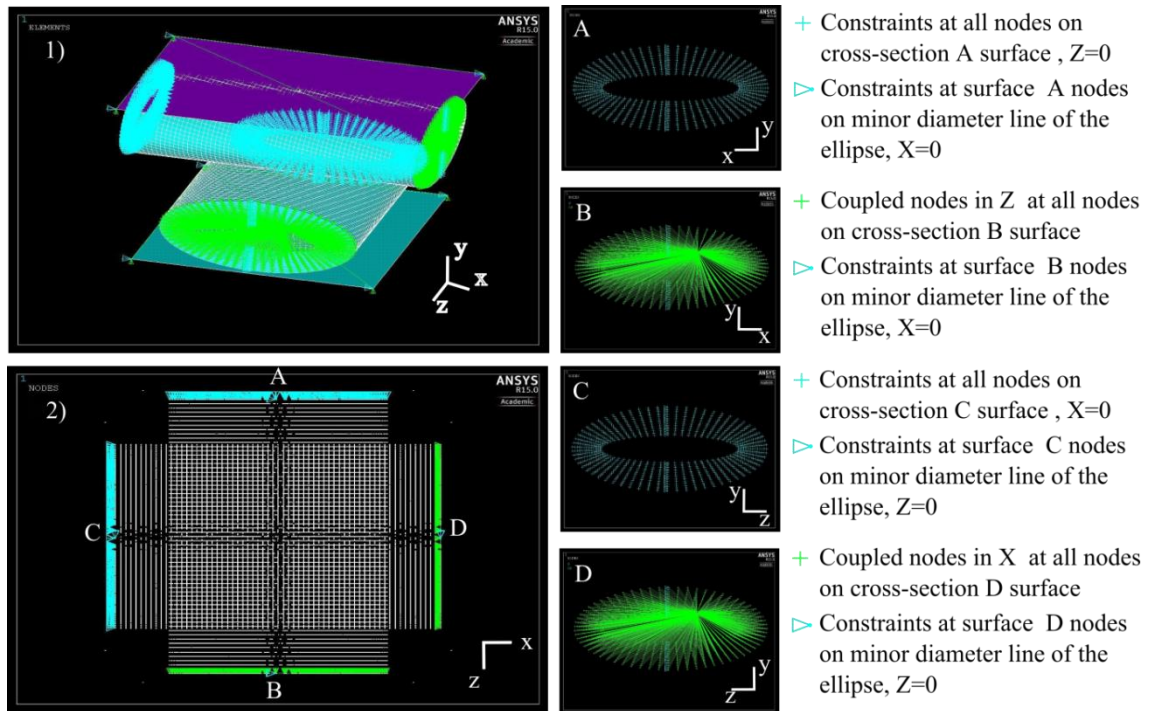 1
ELEMENTS
1)
ANSYS
R15.0
Academic
y
x
z
A
ANSYS
y
x
+ Constraints at all nodes on
cross-section A surface , Z=0
Constraints at surface A nodes
on minor diameter line of the
ellipse, X=0
B
ANSYS
y
x
+ Coupled nodes in Z at all nodes
on cross-section B surface
Constraints at surface B nodes
on minor diameter line of the
ellipse, X=0
1
NODES
2)
ANSYS
R15.0
Academic
A
C
D
B
x
z
C
ANSYS
y
z
+ Constraints at all nodes on
cross-section C surface , X=0
Constraints at surface C nodes
on minor diameter line of the
ellipse, Z=0
D
ANSYS
y
z
+ Coupled nodes in X at all nodes
on cross-section D surface
Constraints at surface D nodes
on minor diameter line of the
ellipse, Z=0